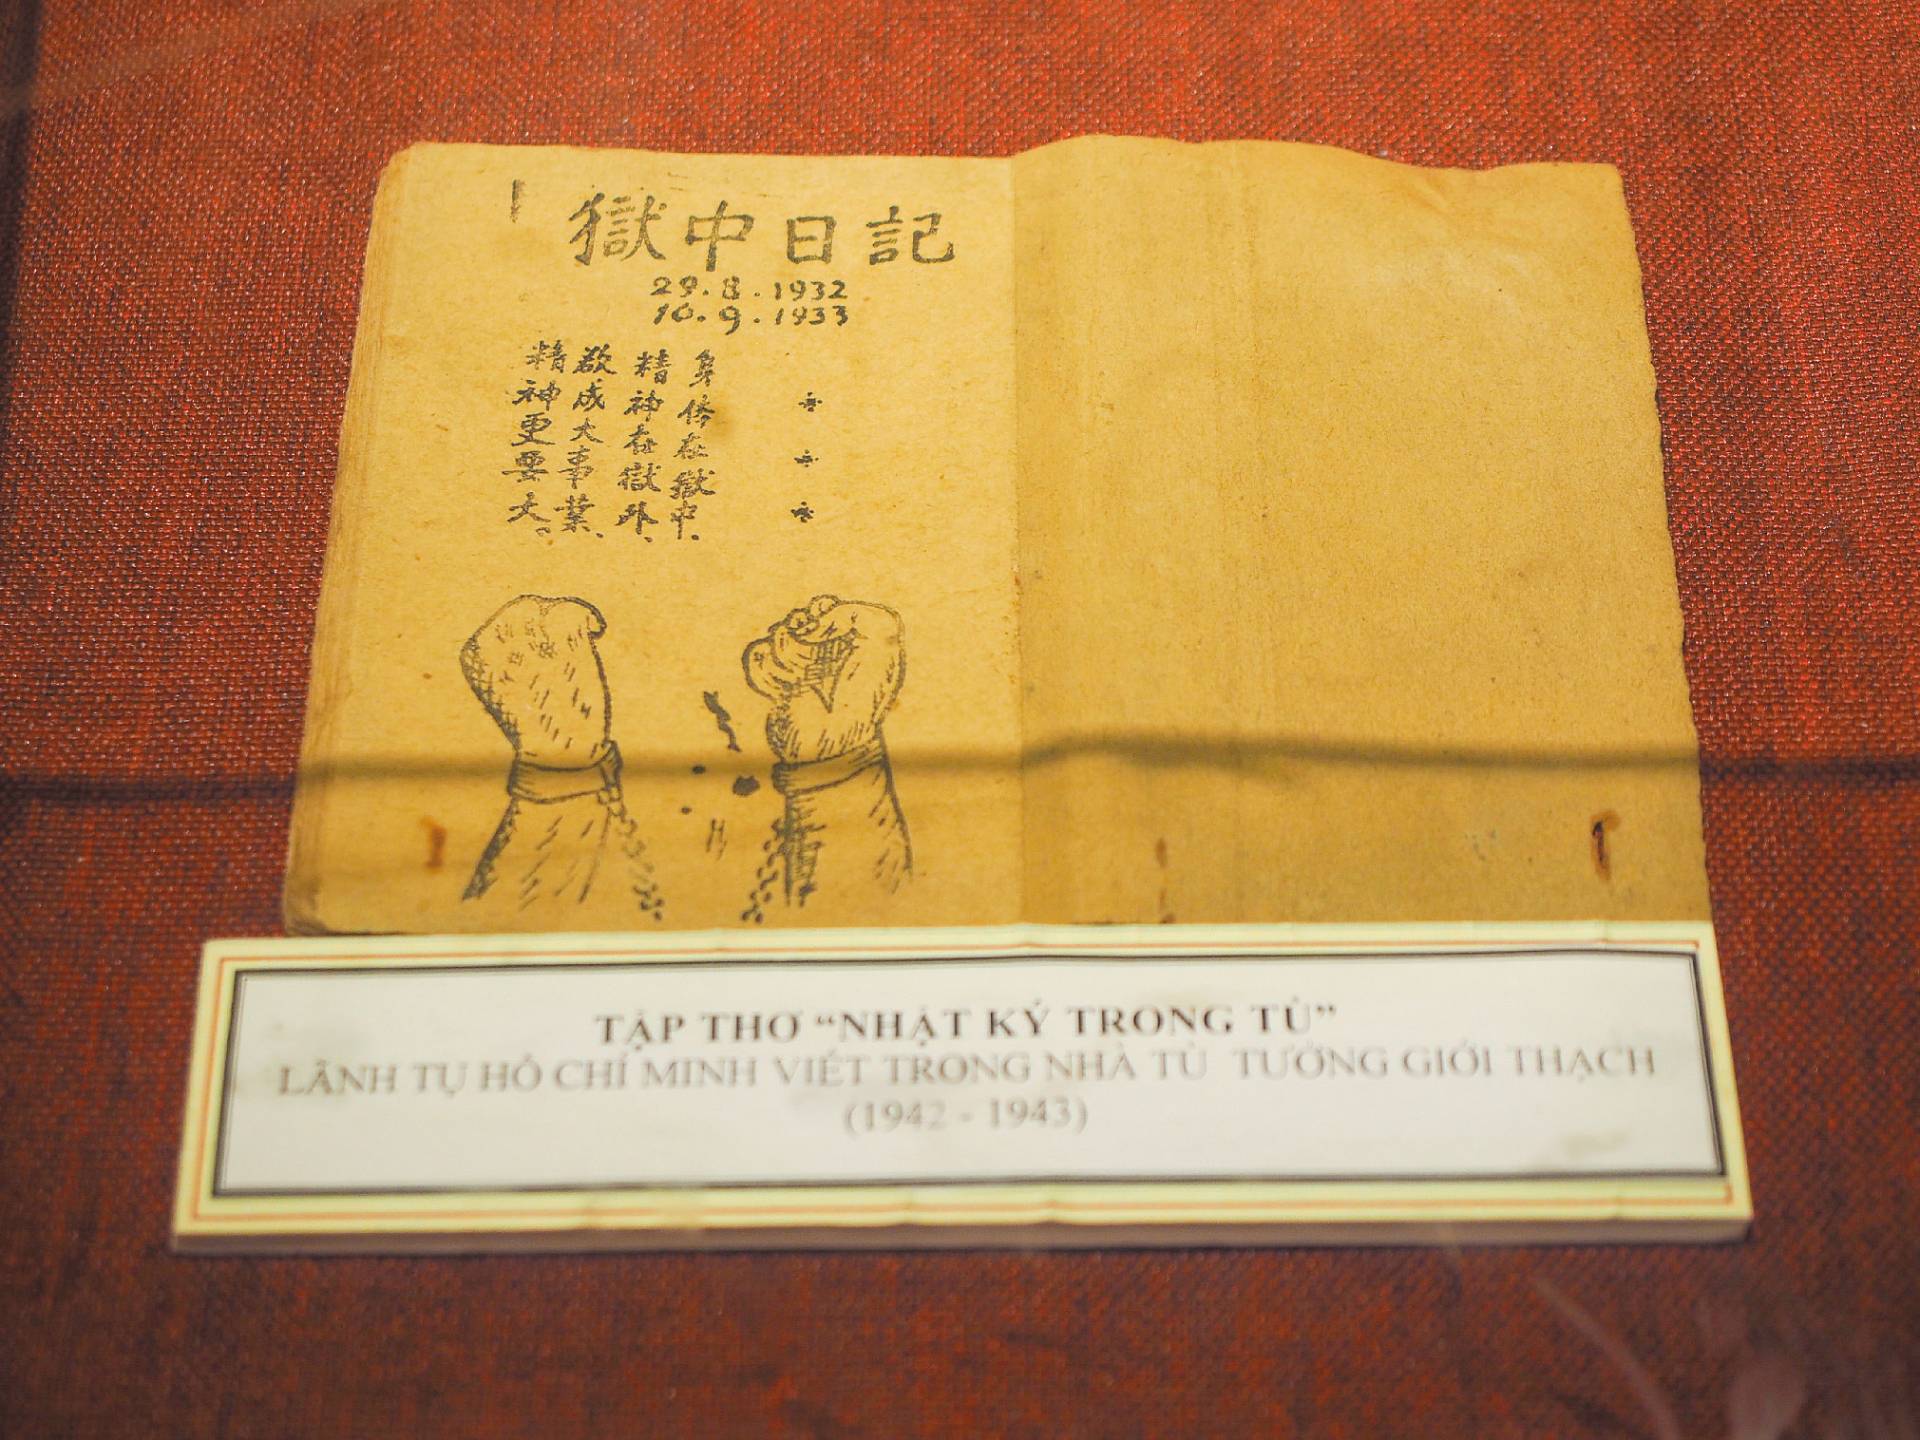 獄中日記
29.8.1932
10.9.1933
身体在獄中.
精神在獄外、
欲成大事業、
精神更要大。
TẬP THƠ “NHẬT KÝ TRONG TÙ”
LÃNH TỤ HỒ CHÍ MINH VIẾT TRONG NHÀ TÙ TƯỞNG GIỚI THẠCH
(1942 - 1943)